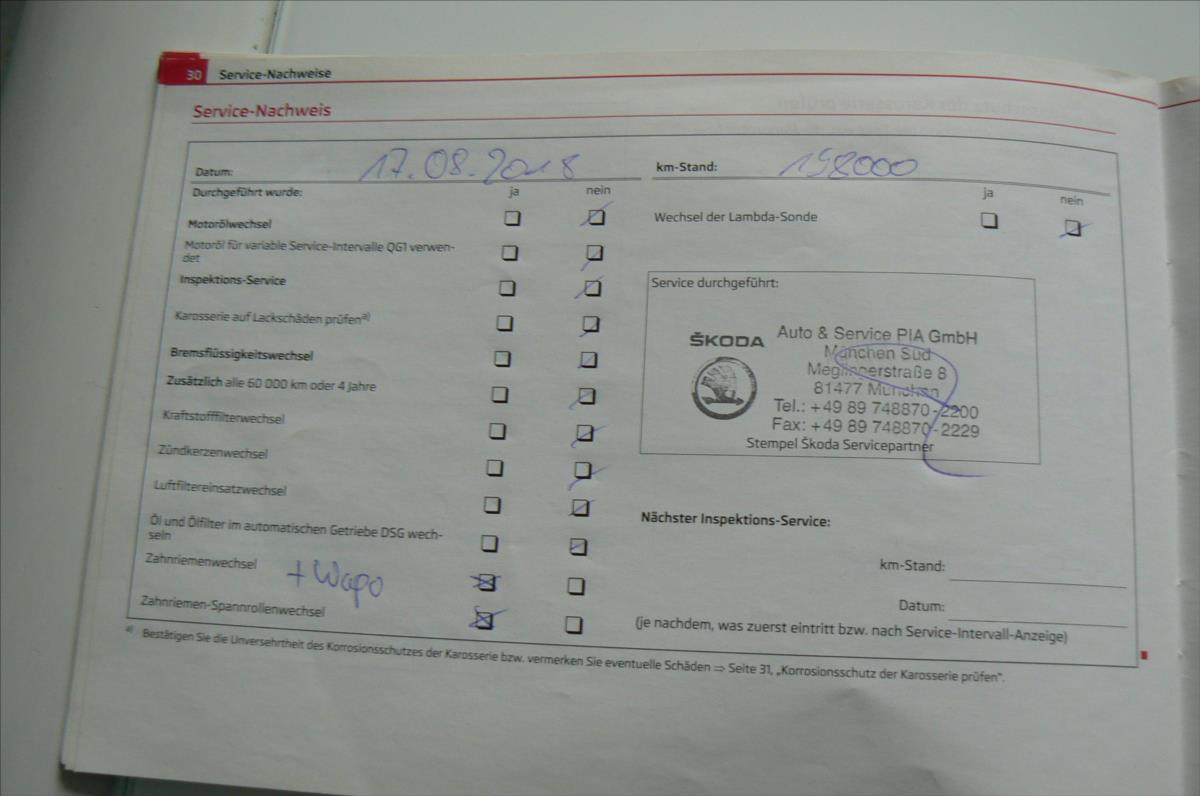 30 Service-Nachweise
Service-Nachweis
Datum: 17.08.2018 km-Stand: 198000
Durchgeführt wurde: ja nein ja nein
Motorölwechsel
Wechsel der Lambda-Sonde
Motoröl für variable Service-Intervalle QG1 verwen-
det
Inspektions-Service
Karosserie auf Lackschäden prüfen a)
Bremsflüssigkeitswechsel
Zusätzlich alle 60 000 km oder 4 Jahre
Kraftstofffilterwechsel
Zündkerzenwechsel
Luftfiltereinsatzwechsel
Öl und Ölfilter im automatischen Getriebe DSG wech-
seln
Zahnriemenwechsel + Wapo
Zahnriemen-Spannrollenwechsel
Service durchgeführt:
ŠKODA
Auto & Service PIA GmbH
München Süd
Meglingerstraße 8
81477 München
Tel.: +49 89 748870-2200
Fax: +49 89 748870-2229
Stempel Škoda Servicepartner
Nächster Inspektions-Service:
km-Stand:
Datum:
(je nachdem, was zuerst eintritt bzw. nach Service-Intervall-Anzeige)
a) Bestätigen Sie die Unversehrtheit des Korrosionsschutzes der Karosserie bzw. vermerken Sie eventuelle Schäden ⇒ Seite 31, „Korrosionsschutz der Karosserie prüfen“.